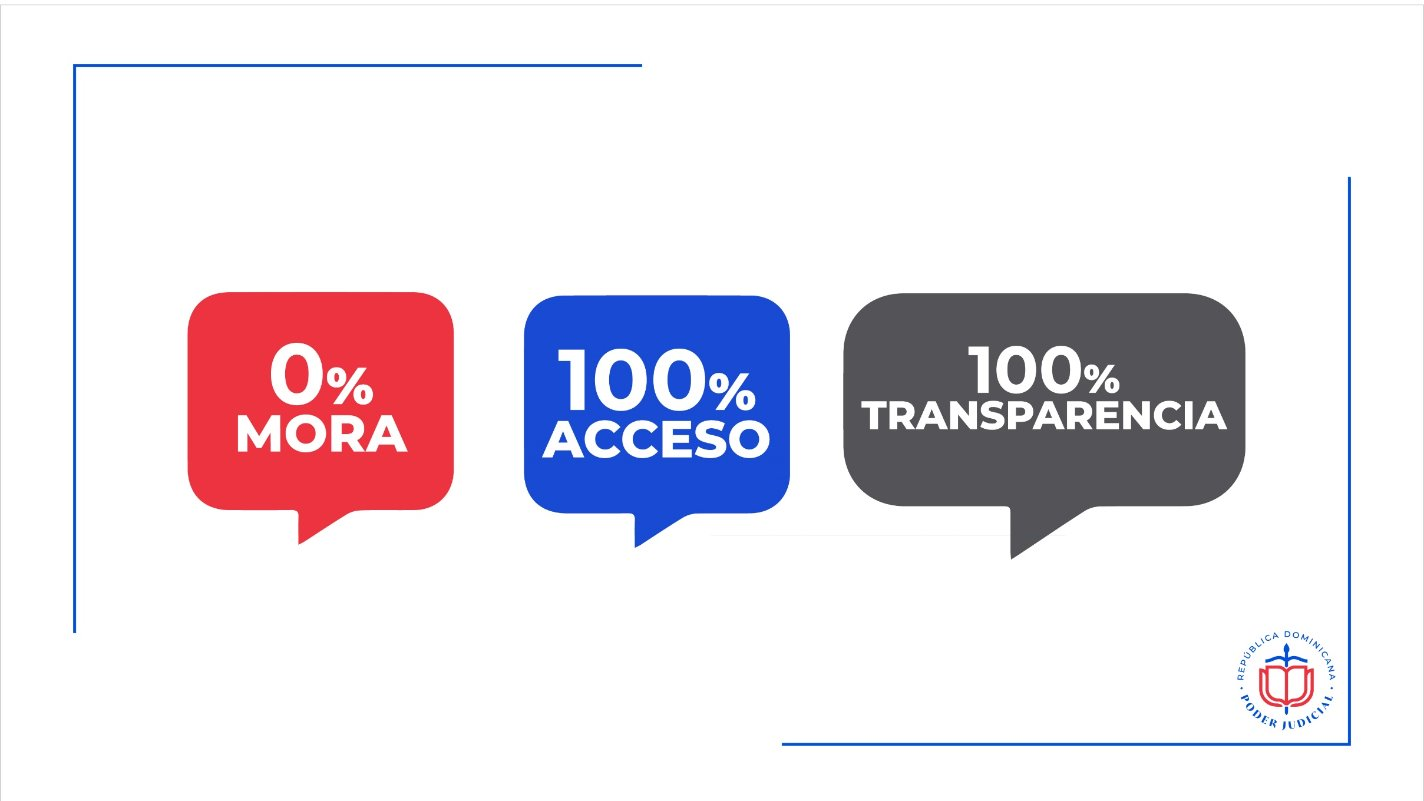 0%
MORA
100%
ACCESO
100%
TRANSPARENCIA
REPÚBLICA DOMINICANA
PODER JUDICIAL